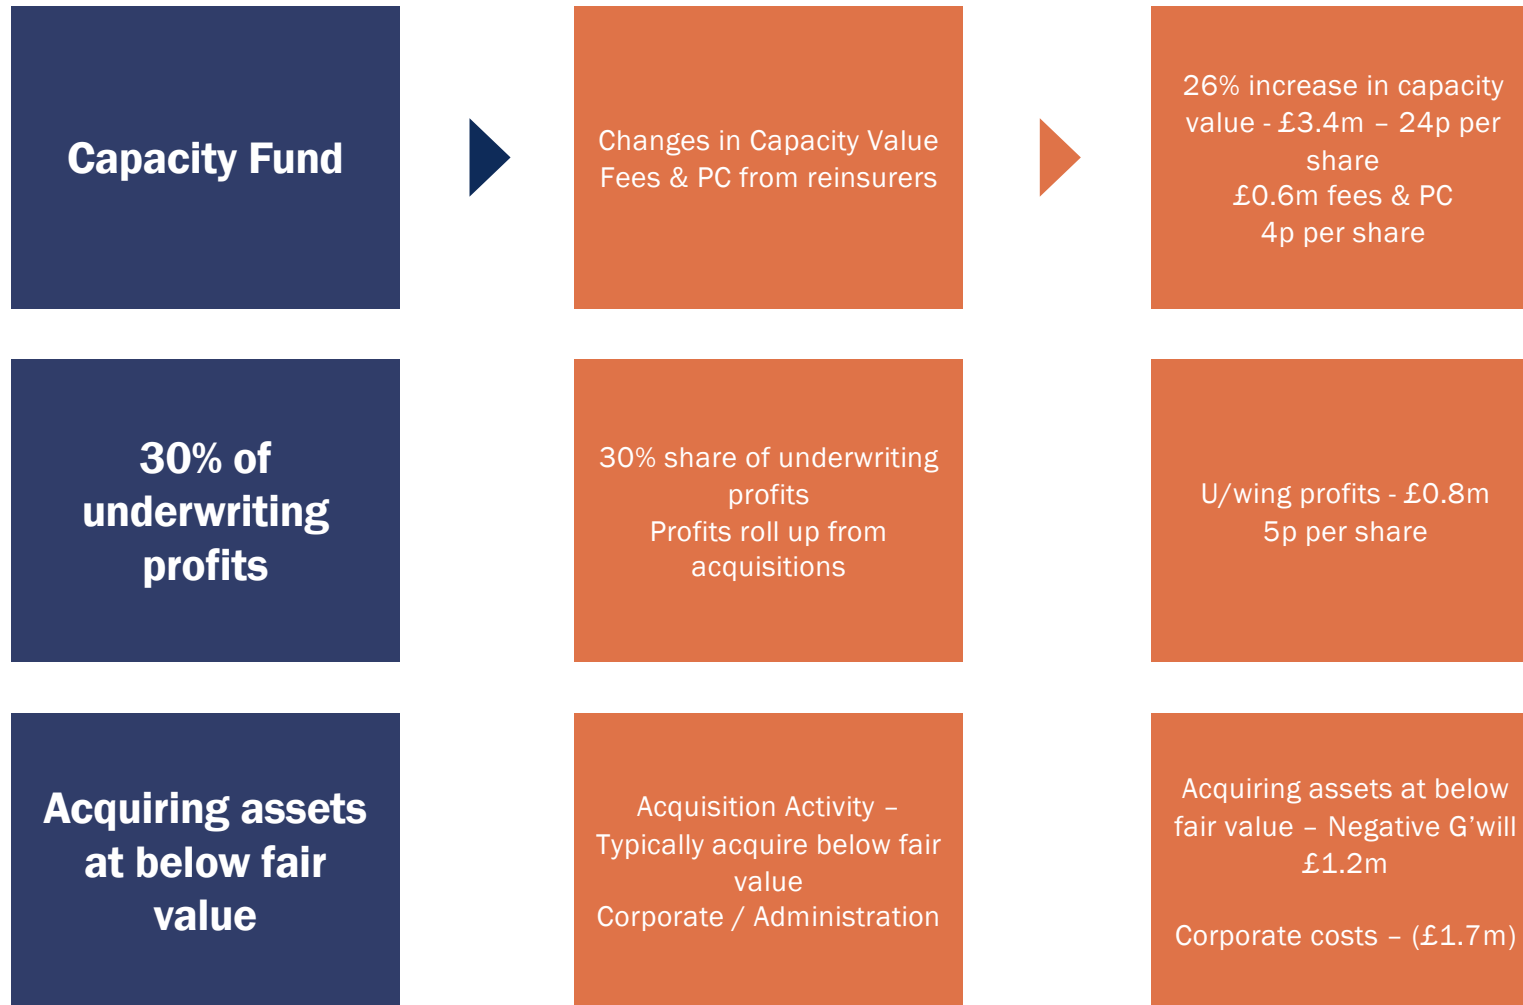 Capacity Fund
Changes in Capacity Value
Fees & PC from reinsurers
26% increase in capacity
value - £3.4m – 24p per
share
£0.6m fees & PC
4p per share
30% of
underwriting
profits
30% share of underwriting
profits
Profits roll up from
acquisitions
U/wing profits - £0.8m
5p per share
Acquiring assets
at below fair
value
Acquisition Activity –
Typically acquire below fair
value
Corporate / Administration
Acquiring assets at below
fair value – Negative G’will
£1.2m
Corporate costs – (£1.7m)